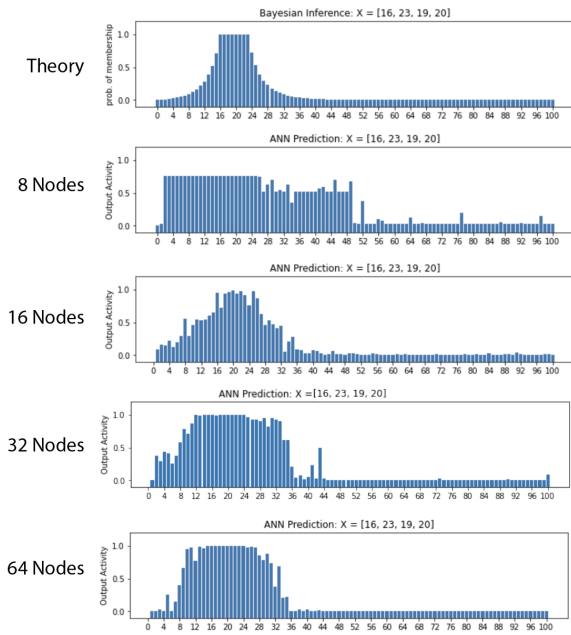 Bayesian Inference: X = [16, 23, 19, 20]
Theory
prob. of membership
1.0
0.5
0.0
0 4 8 12 16 20 24 28 32 36 40 44 48 52 56 60 64 68 72 76 80 84 88 92 96 100
ANN Prediction: X = [16, 23, 19, 20]
8 Nodes
Output Activity
1.0
0.5
0.0
0 4 8 12 16 20 24 28 32 36 40 44 48 52 56 60 64 68 72 76 80 84 88 92 96 100
ANN Prediction: X = [16, 23, 19, 20]
16 Nodes
Output Activity
1.0
0.5
0.0
0 4 8 12 16 20 24 28 32 36 40 44 48 52 56 60 64 68 72 76 80 84 88 92 96 100
ANN Prediction: X =[16, 23, 19, 20]
32 Nodes
Output Activity
1.0
0.5
0.0
0 4 8 12 16 20 24 28 32 36 40 44 48 52 56 60 64 68 72 76 80 84 88 92 96 100
ANN Prediction: X = [16, 23, 19, 20]
64 Nodes
Output Activity
1.0
0.5
0.0
0 4 8 12 16 20 24 28 32 36 40 44 48 52 56 60 64 68 72 76 80 84 88 92 96 100